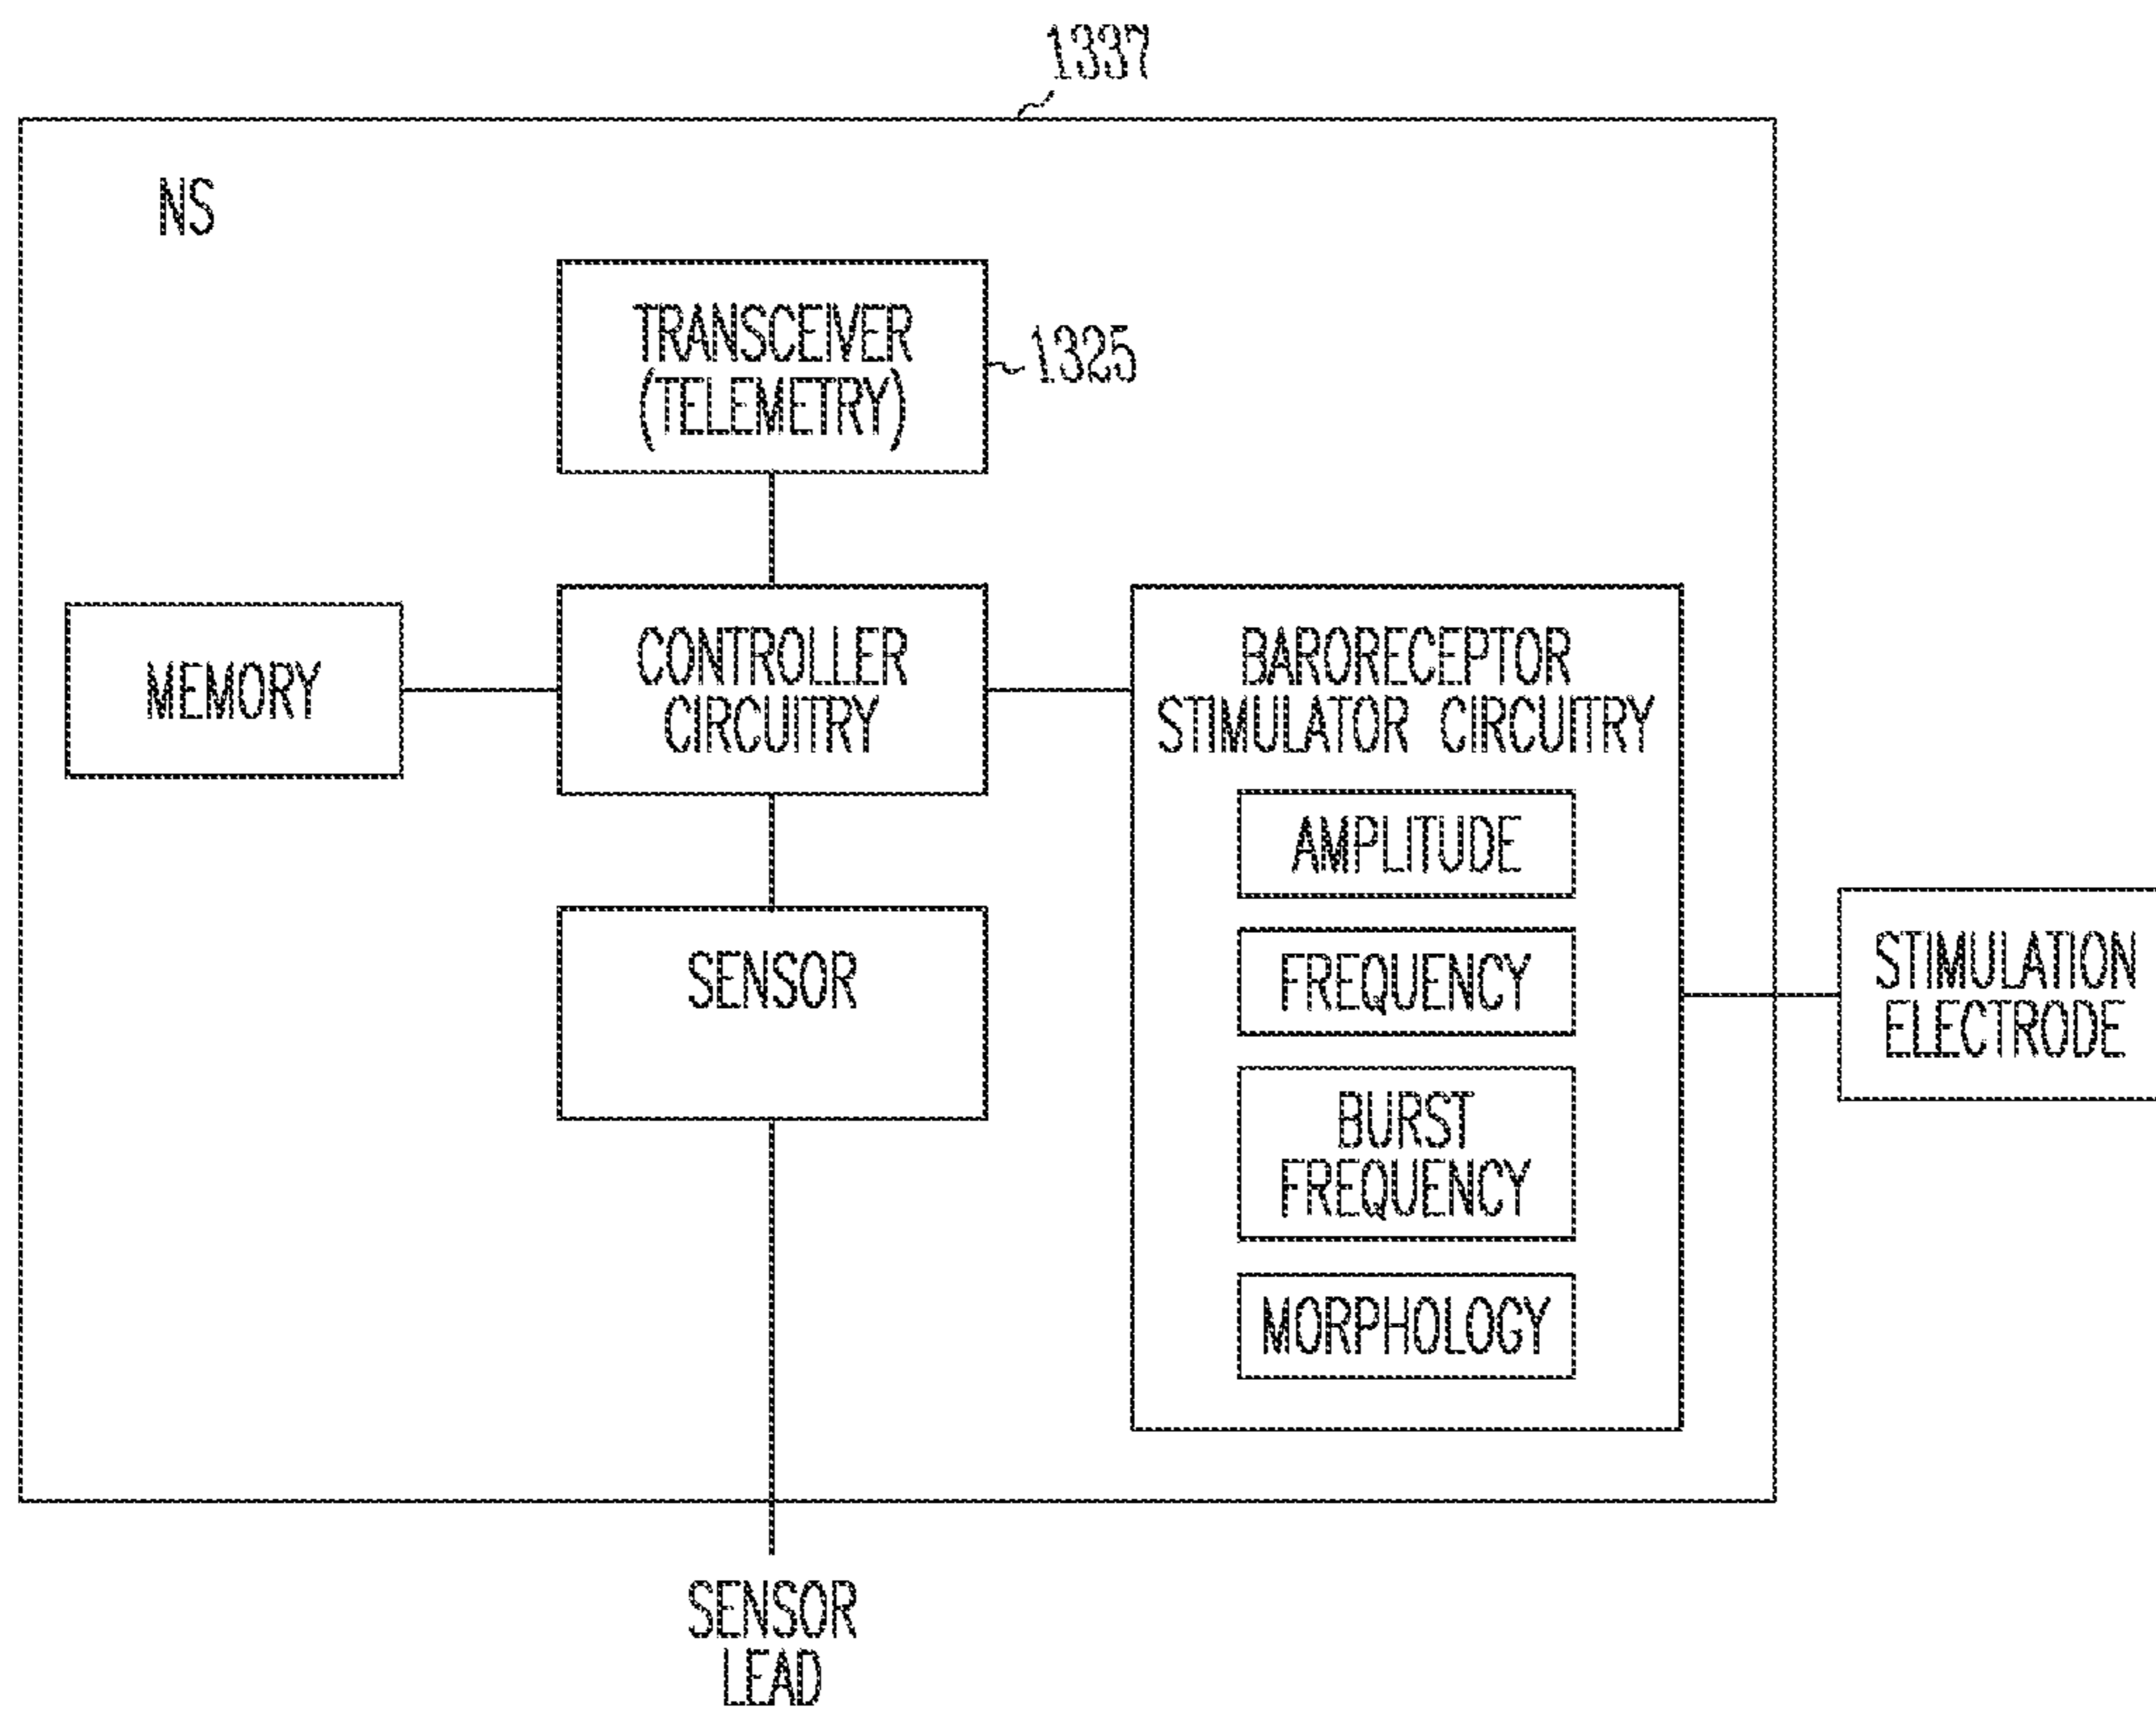 1337
NS
TRANSCEIVER
(TELEMETRY)
1325
MEMORY
CONTROLLER
CIRCUITRY
BARORECEPTOR
STIMULATOR CIRCUITRY
AMPLITUDE
FREQUENCY
BURST
FREQUENCY
MORPHOLOGY
SENSOR
STIMULATION
ELECTRODE
SENSOR
LEAD